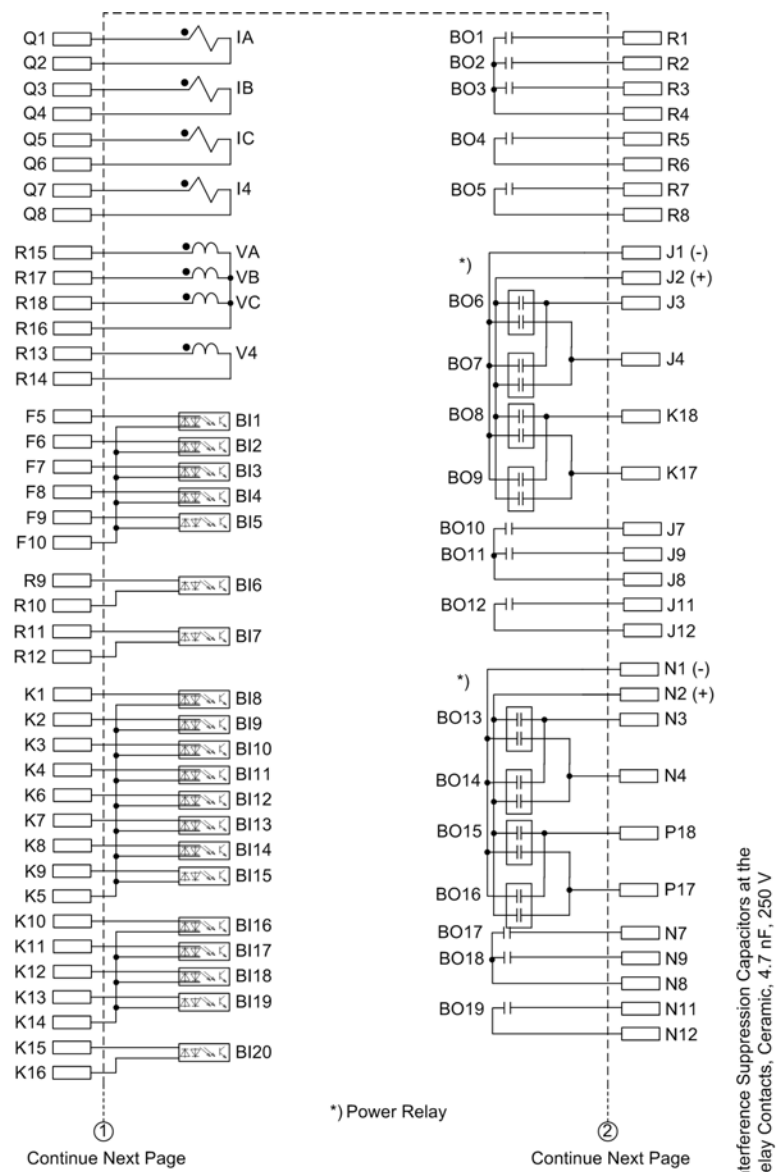 Q1 IA
Q2
Q3 IB
Q4
Q5 IC
Q6
Q7 I4
Q8
R15 VA
R17 VB
R18 VC
R16
R13 V4
R14
F5 BI1
F6 BI2
F7 BI3
F8 BI4
F9 BI5
F10
R9 BI6
R10
R11 BI7
R12
K1 BI8
K2 BI9
K3 BI10
K4 BI11
K6 BI12
K7 BI13
K8 BI14
K9 BI15
K5
K10 BI16
K11 BI17
K12 BI18
K13 BI19
K14
K15 BI20
K16
1
Continue Next Page
BO1 R1
BO2 R2
BO3 R3
R4
BO4 R5
R6
BO5 R7
R8
J1 (-)
*)
J2 (+)
BO6 J3
BO7 J4
BO8 K18
BO9 K17
BO10 J7
BO11 J9
J8
BO12 J11
J12
N1 (-)
*)
N2 (+)
BO13 N3
BO14 N4
BO15 P18
BO16 P17
BO17 N7
BO18 N9
N8
BO19 N11
N12
*) Power Relay
2
Continue Next Page
Suppression Capacitors at the
Contacts, Ceramic, 4.7 nF, 250 V